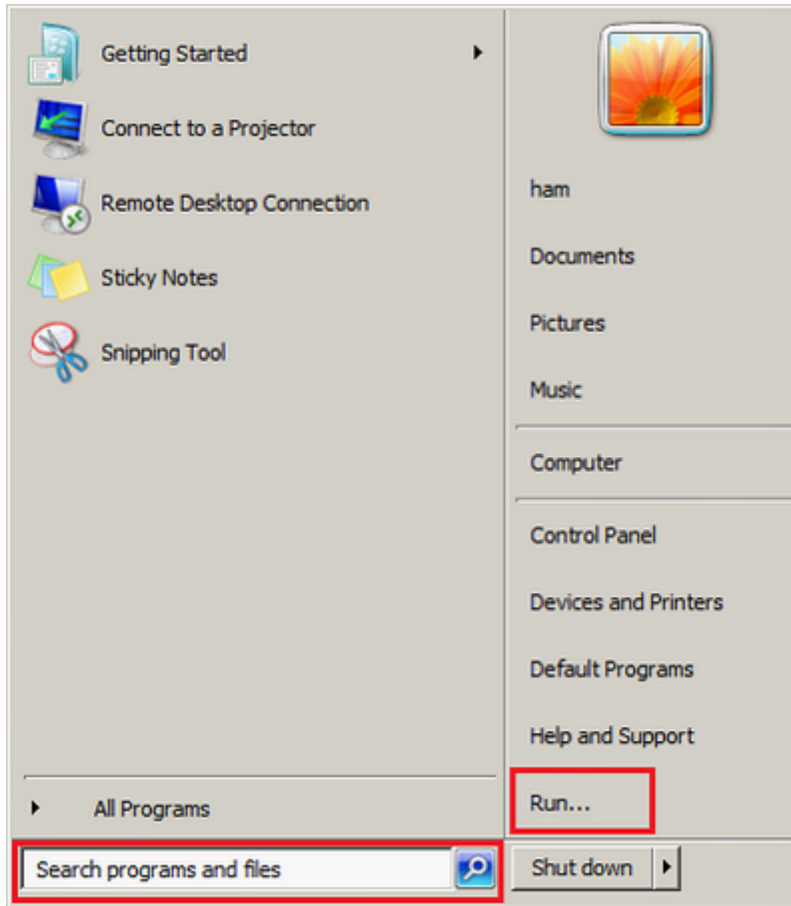 Getting Started
Connect to a Projector
Remote Desktop Connection
Sticky Notes
Snipping Tool
All Programs
Search programs and files
ham
Documents
Pictures
Music
Computer
Control Panel
Devices and Printers
Default Programs
Help and Support
Run...
Shut down